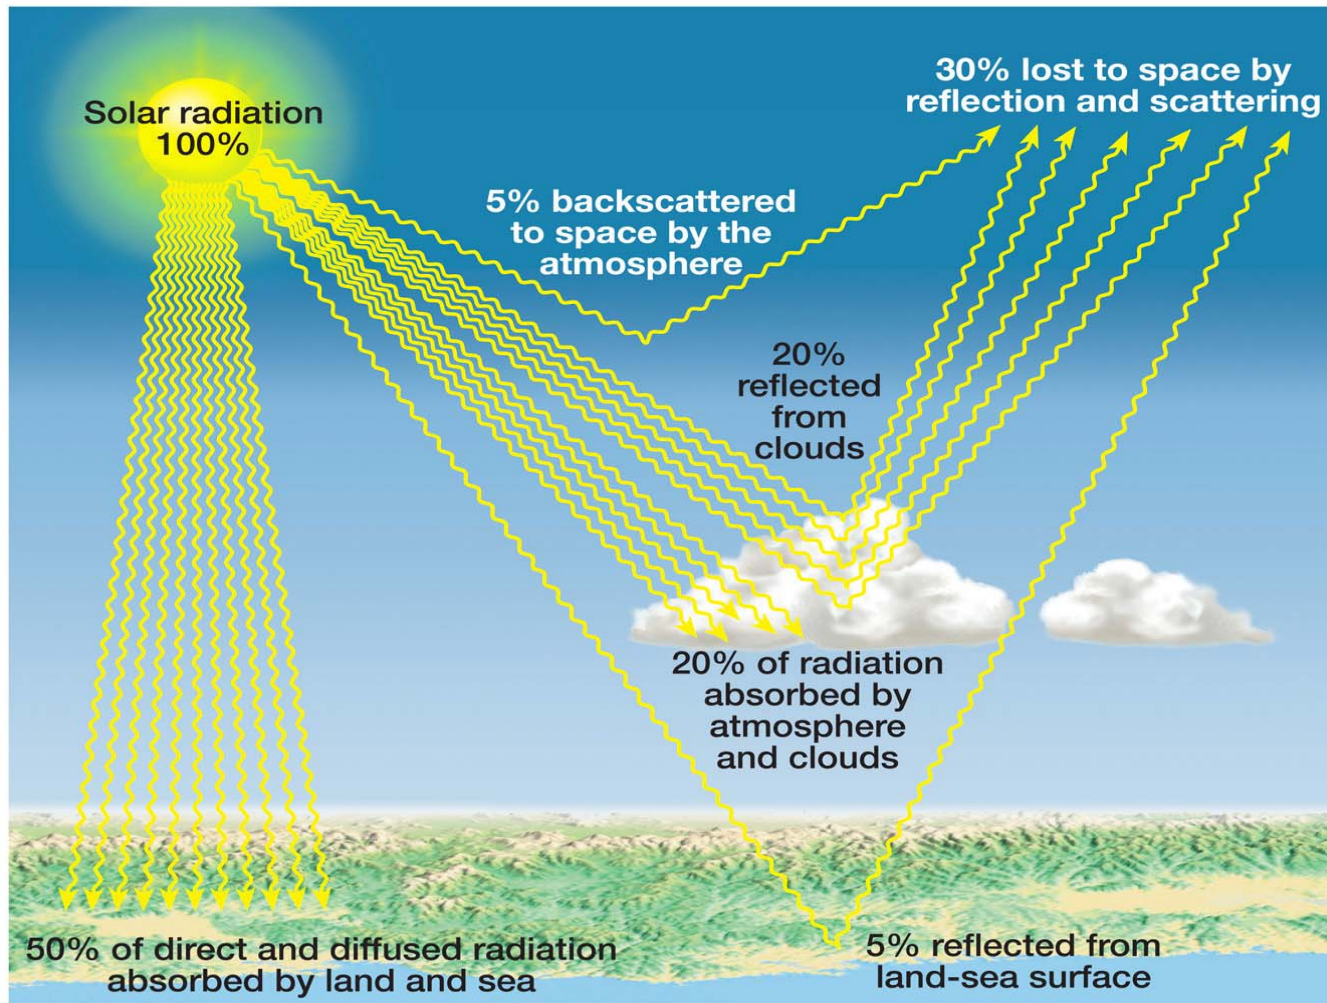 Solar radiation
100%
30% lost to space by
reflection and scattering
5% backscattered
to space by the
atmosphere
20%
reflected
from
clouds
20% of radiation
absorbed by
atmosphere
and clouds
50% of direct and diffused radiation
absorbed by land and sea
5% reflected from
land-sea surface